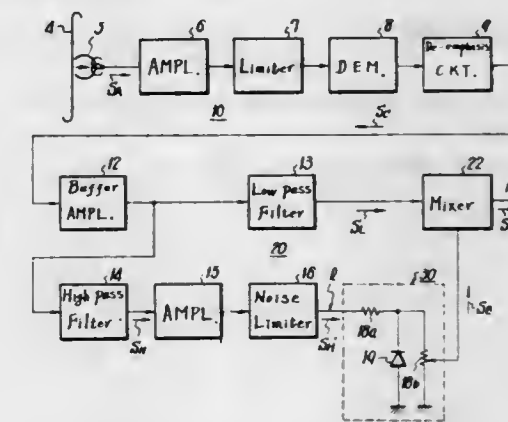 4 5 6 7 8 9
AMPL. Limiter DEM. De-emphasis CKT.
SA 10 SC
12 13 22
Buffer AMPL. Low pass Filter Mixer
SL
14 15 16 20 30
High pass Filter AMPL. Noise Limiter
SH SH' l 18a 19 18b